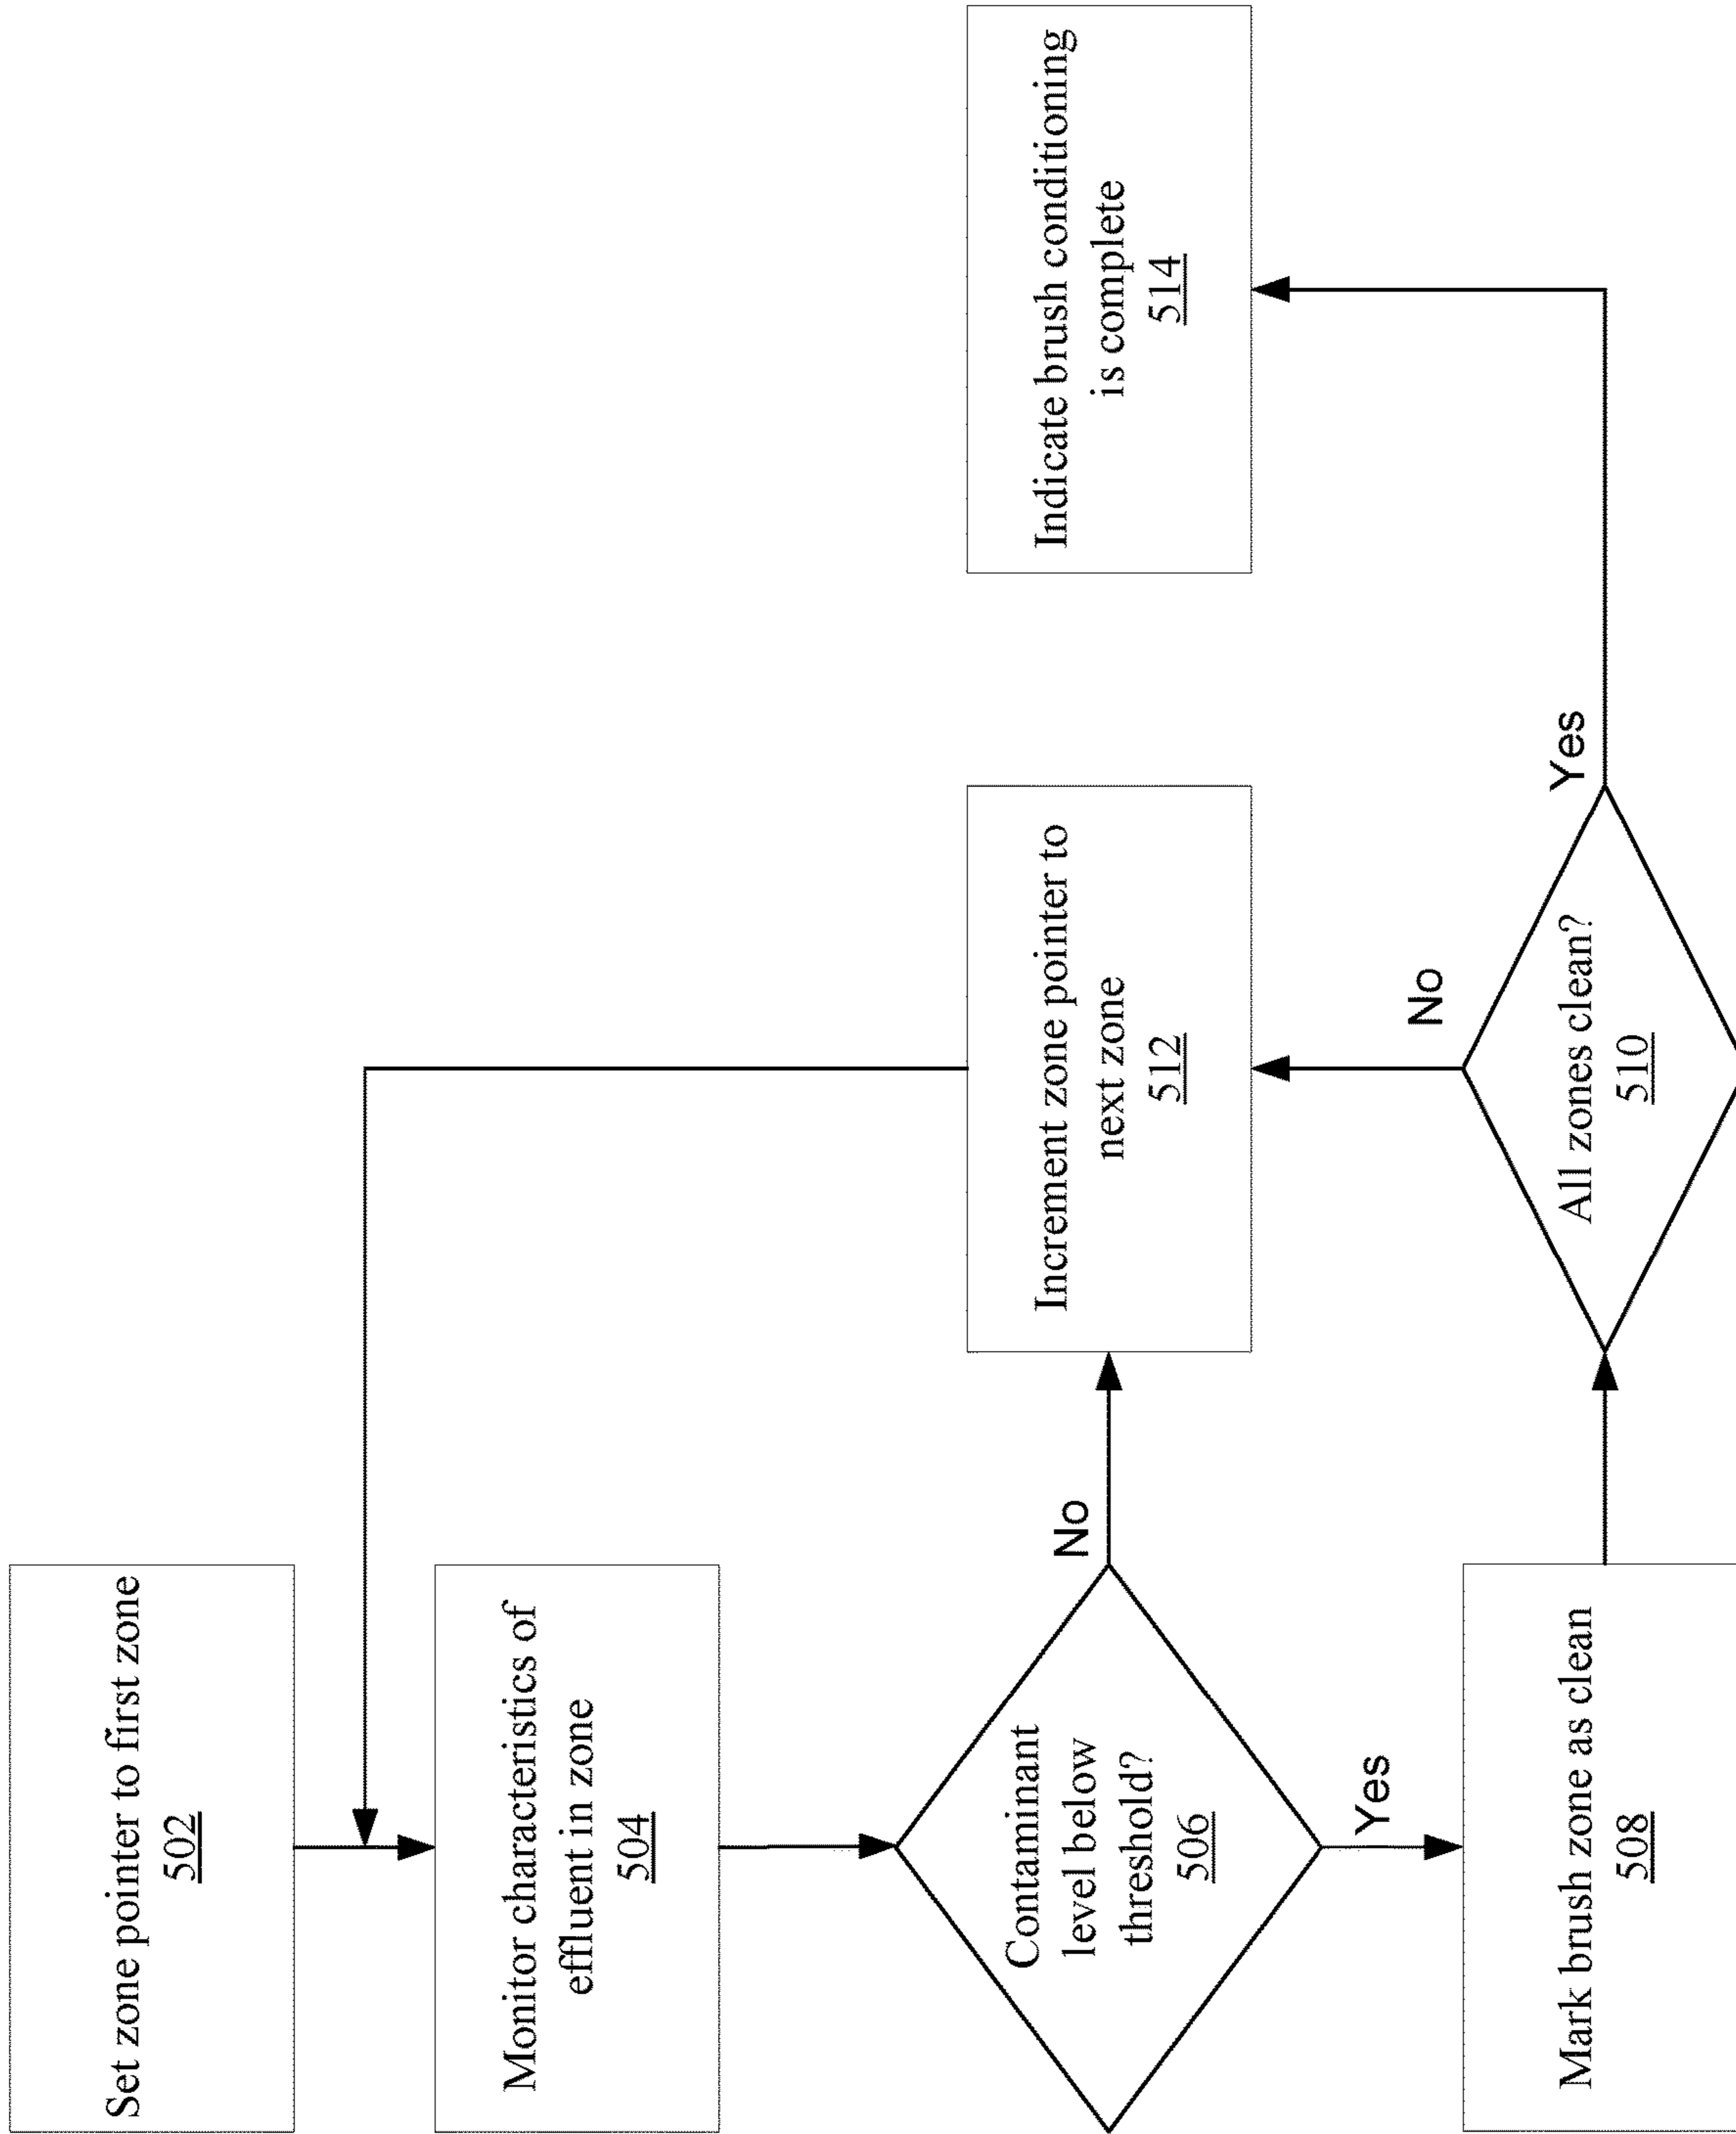 Set zone pointer to first zone
502
Monitor characteristics of
effluent in zone
504
Contaminant
level below
threshold?
506
No
Yes
Mark brush zone as clean
508
All zones clean?
510
No
Yes
Increment zone pointer to
next zone
512
Indicate brush conditioning
is complete
514